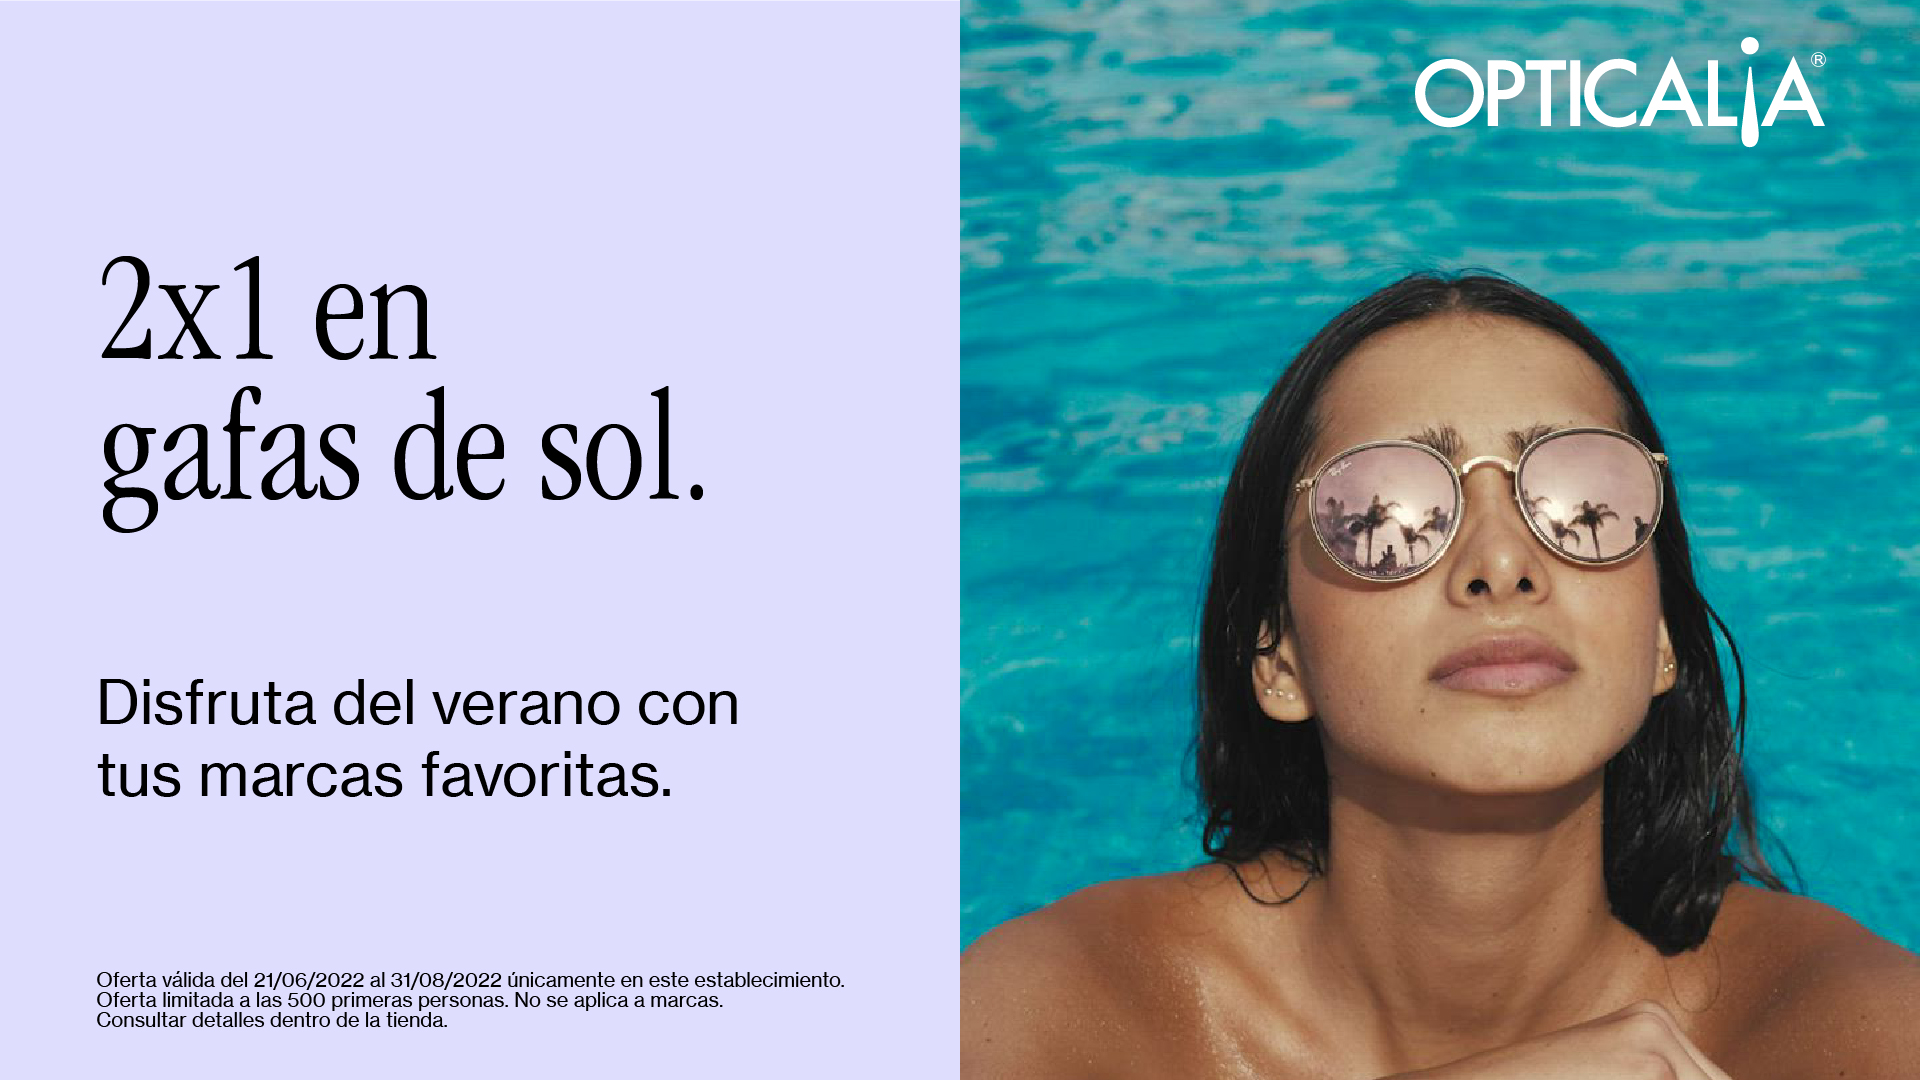 OPTICALiA®
2x1 en
gafas de sol.
Disfruta del verano con
tus marcas favoritas.
Oferta válida del 21/06/2022 al 31/08/2022 únicamente en este establecimiento.
Oferta limitada a las 500 primeras personas. No se aplica a marcas.
Consultar detalles dentro de la tienda.
Ray-Ban